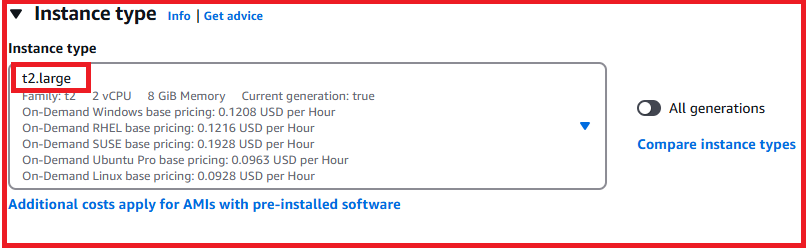 Instance type Info | Get advice
Instance type
t2.large
Family: t2 2 vCPU 8 GiB Memory Current generation: true
On-Demand Windows base pricing: 0.1208 USD per Hour
On-Demand RHEL base pricing: 0.1216 USD per Hour
On-Demand SUSE base pricing: 0.1928 USD per Hour
On-Demand Ubuntu Pro base pricing: 0.0963 USD per Hour
On-Demand Linux base pricing: 0.0928 USD per Hour
All generations
Compare instance types
Additional costs apply for AMIs with pre-installed software